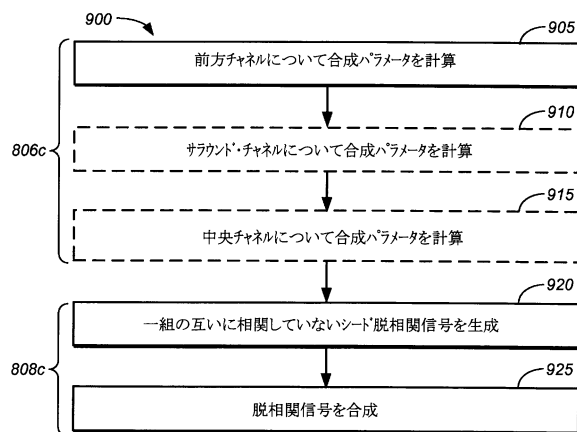 900
905
前方チャネルについて合成パラメータを計算
910
サラウンド・チャネルについて合成パラメータを計算
806c
915
中央チャネルについて合成パラメータを計算
920
一組の互いに相関していないシード脱相関信号を生成
808c
925
脱相関信号を合成